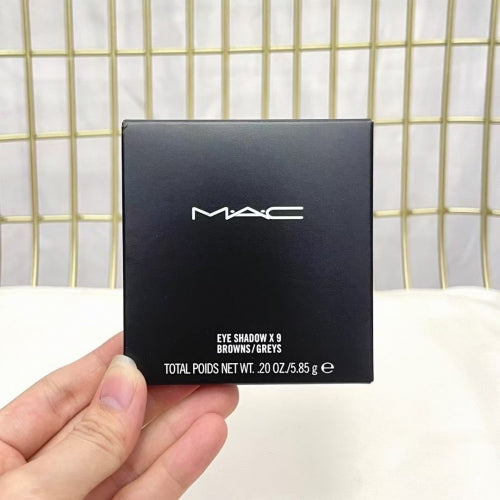 M·A·C
EYE SHADOW X 9
BROWNS/GREYS
TOTAL POIDS NET WT. .20 OZ./5.85 g ℮